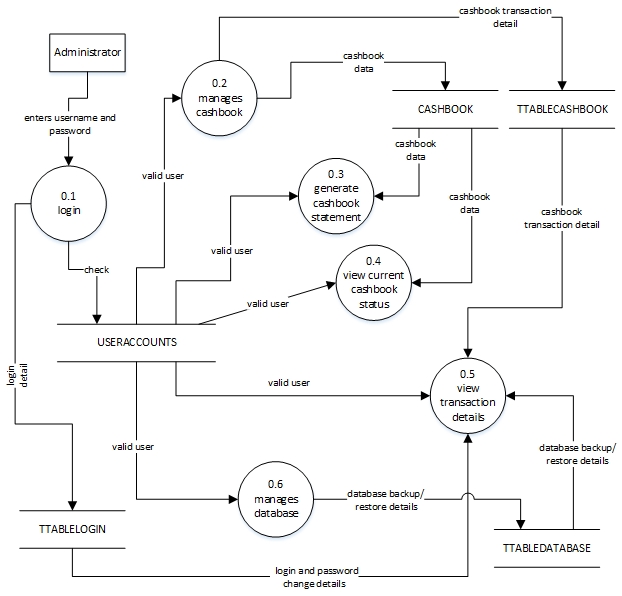 cashbook transaction
detail
Administrator
cashbook
data
0.2
manages
cashbook
CASHBOOK
TTABLECASHBOOK
enters username and
password
cashbook
data
valid user
0.3
generate
cashbook
statement
0.1
login
cashbook
data
cashbook
transaction detail
valid user
0.4
view current
cashbook
status
check
valid user
USERACCOUNTS
login
detail
0.5
view
transaction
details
valid user
valid user
database backup/
restore details
0.6
manages
database
database backup/
restore details
TTABLELOGIN
TTABLEDATABASE
login and password
change details